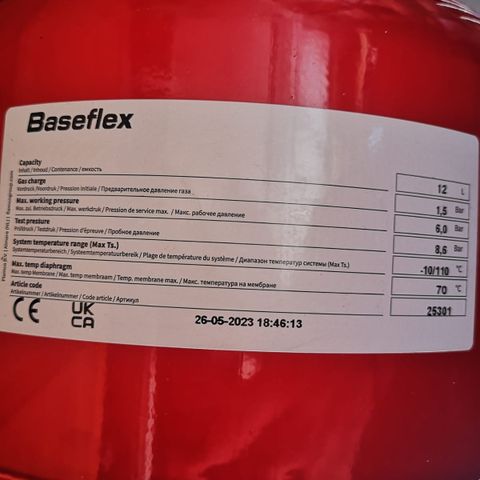 Baseflex
Capacity
Inhalt / Inhoud / Contenance / емкость
12 L
Gas charge
Vordruck/Voordruk / Pression initiale / Предварительное давление газа
1,5 Bar
Max. working pressure
Max. zul. Betriebsdruck / Max. werkdruk / Pression de service max. / Макс. рабочее давление
6,0 Bar
Test pressure
Prüfdruck / Testdruk / Pression d'épreuve / Пробное давление
8,6 Bar
System temperature range (Max Ts.)
Systemtemperaturbereich / Systeemtemperatuurbereik / Plage de température du système / Диапазон температур системы (Max Ts)
-10/110 °C
Max. temp diaphragm
Max. temp Membrane / Max. temp membraam / Temp. membrane max. / Макс. температура на мембране
70 °C
Article code
Artikelnummer / Artikelnummer / Code article / Артикул
25301
CE UK
CA
26-05-2023 18:46:13